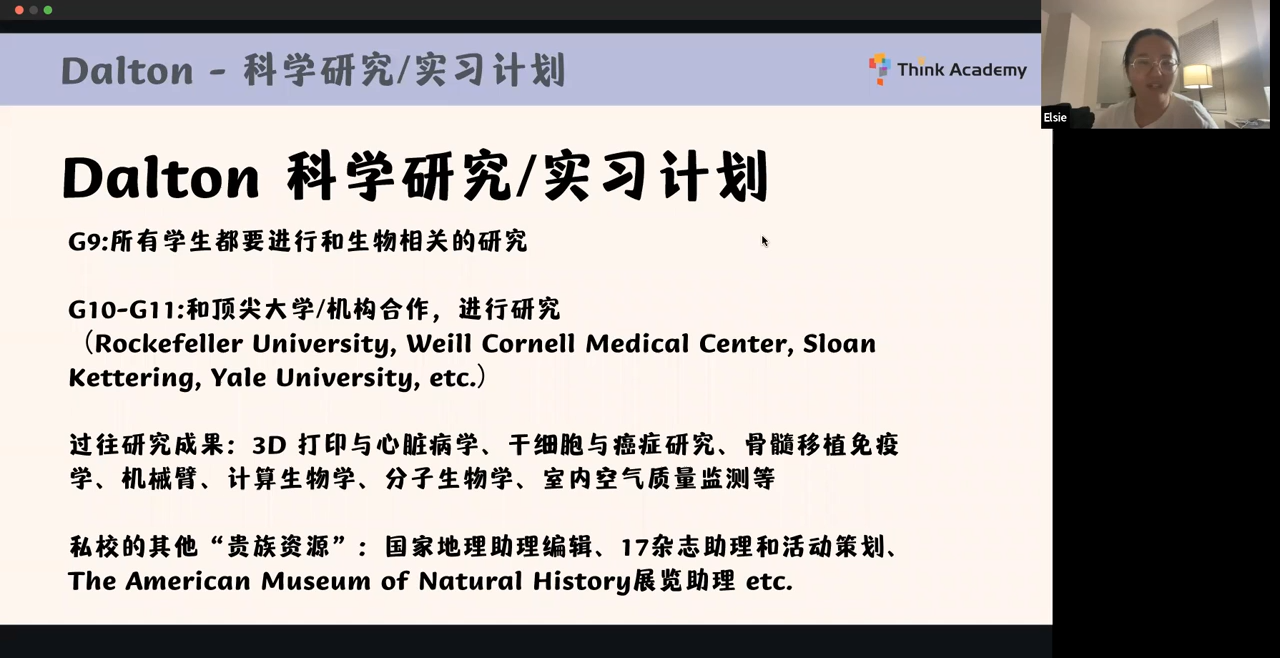 Dalton - 科学研究/实习计划
Think Academy
Elsie
Dalton 科学研究/实习计划
G9:所有学生都要进行和生物相关的研究
G10-G11:和顶尖大学/机构合作，进行研究
（Rockefeller University, Weill Cornell Medical Center, Sloan
Kettering, Yale University, etc.）
过往研究成果：3D 打印与心脏病学、干细胞与癌症研究、骨髓移植免疫
学、机械臂、计算生物学、分子生物学、室内空气质量监测等
私校的其他“贵族资源”：国家地理助理编辑、17杂志助理和活动策划、
The American Museum of Natural History展览助理 etc.